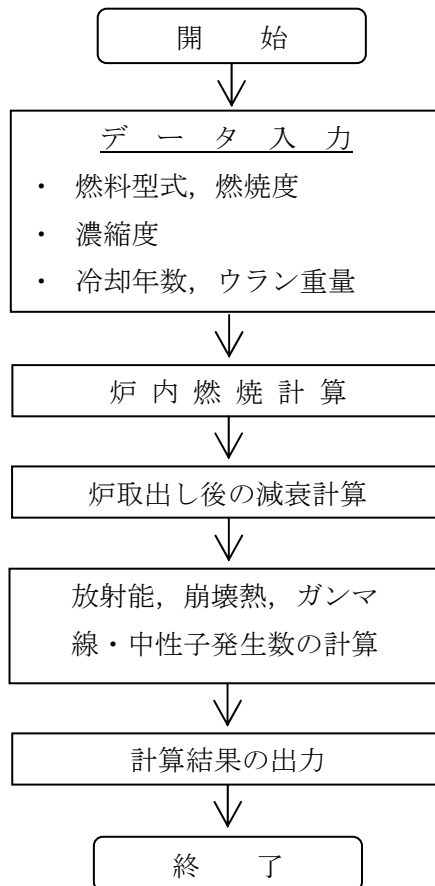 開　始
データ入力
・ 燃料型式，燃焼度
・ 濃縮度
・ 冷却年数，ウラン重量
炉内燃焼計算
炉取出し後の減衰計算
放射能，崩壊熱，ガンマ
線・中性子発生数の計算
計算結果の出力
終　了